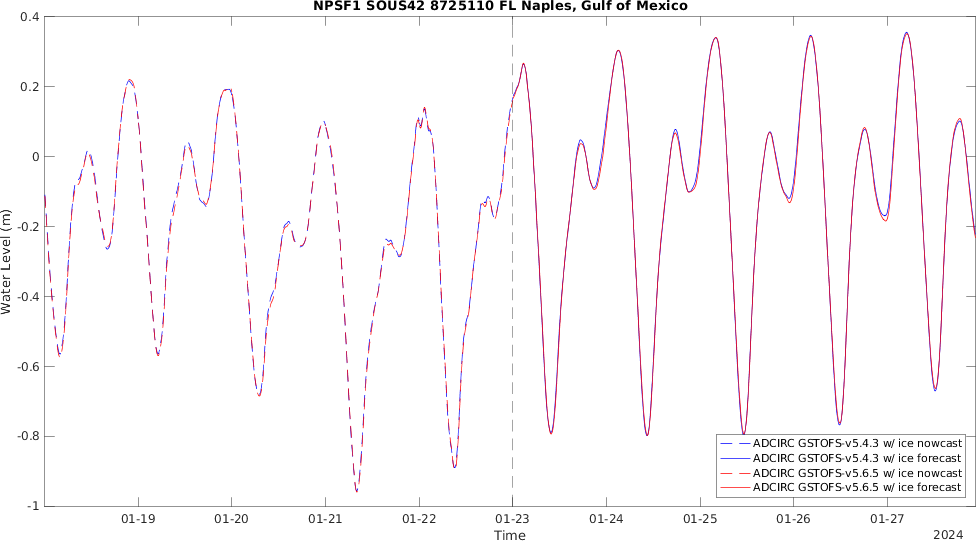 NPSF1 SOUS42 8725110 FL Naples, Gulf of Mexico
0.4
0.2
0
-0.2
-0.4
-0.6
-0.8
-1
Water Level (m)
ADCIRC GSTOFS-v5.4.3 w/ ice nowcast
ADCIRC GSTOFS-v5.4.3 w/ ice forecast
ADCIRC GSTOFS-v5.6.5 w/ ice nowcast
ADCIRC GSTOFS-v5.6.5 w/ ice forecast
01-19 01-20 01-21 01-22 01-23 01-24 01-25 01-26 01-27
Time
2024